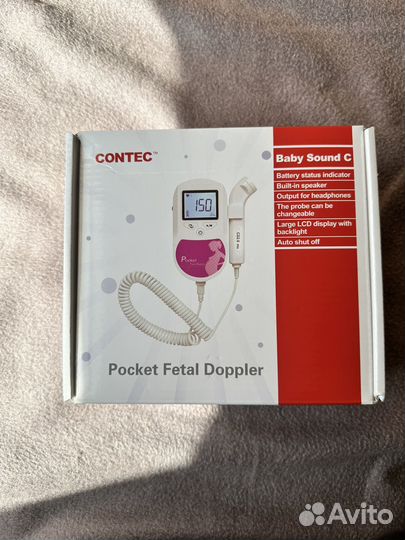 CONTEC™
Baby Sound C
Battery status indicator
Built-in speaker
Output for headphones
The probe can be
changeable
Large LCD display with
backlight
Auto shut off
150
Pocket
Pocket Fetal Doppler
Avito